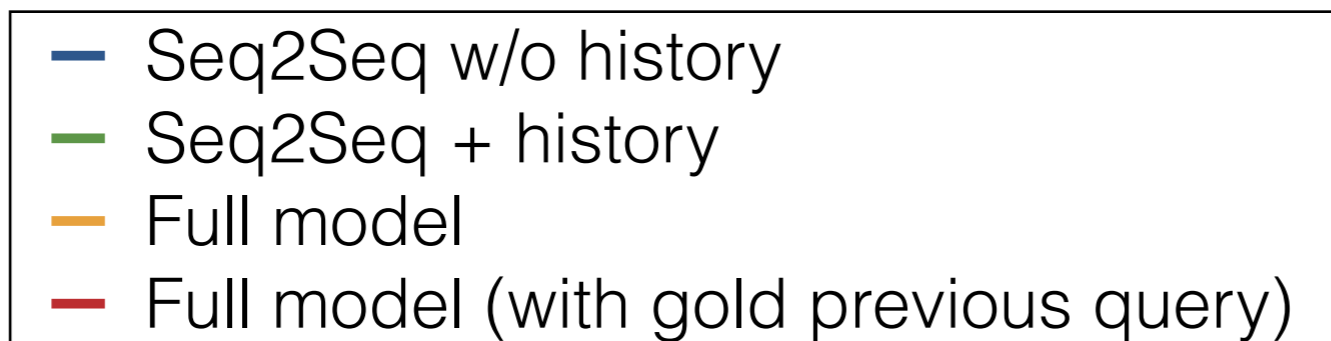 Seq2Seq w/o history
Seq2Seq + history
Full model
Full model (with gold previous query)